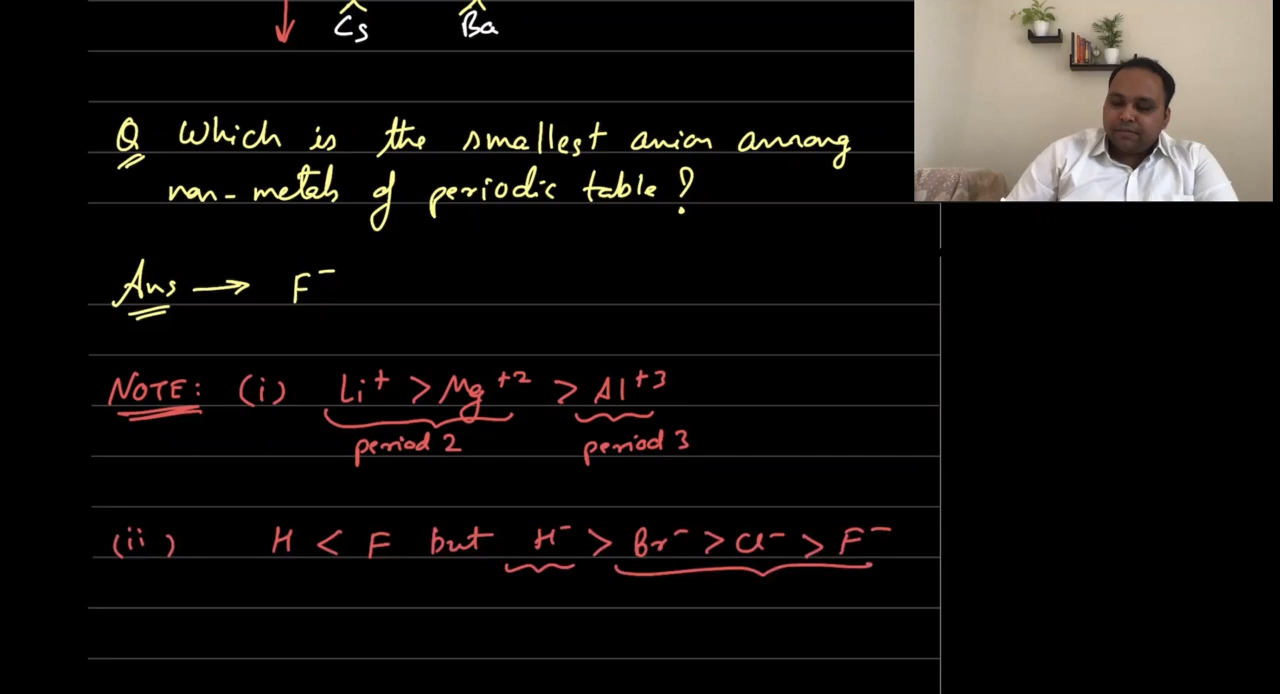 Cs Ba
Q Which is the smallest anion among
non-metals of periodic table ?
Ans → F⁻
NOTE: (i) Li⁺ > Mg⁺² > Al⁺³
period 2 period 3
(ii) H < F but H⁻ > Br⁻ > Cl⁻ > F⁻